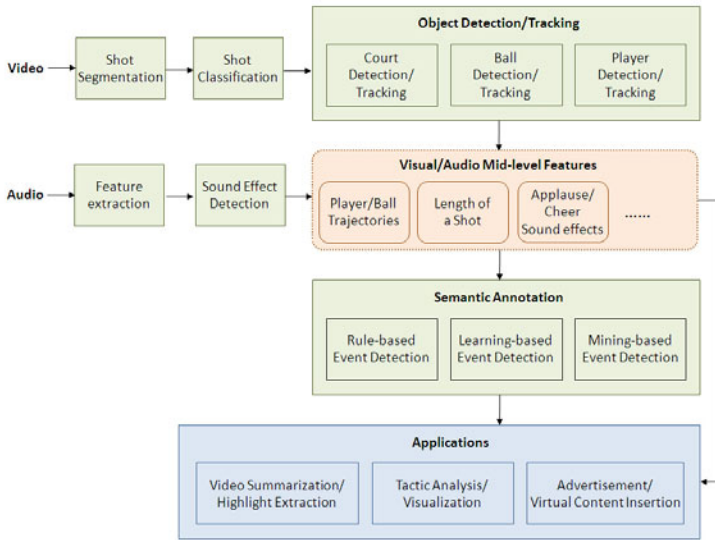 Object Detection/Tracking
Video
Shot
Segmentation
Shot
Classification
Court
Detection/
Tracking
Ball
Detection/
Tracking
Player
Detection/
Tracking
Visual/Audio Mid-level Features
Audio
Feature
extraction
Sound Effect
Detection
Player/Ball
Trajectories
Length of
a Shot
Applause/
Cheer
Sound effects
......
Semantic Annotation
Rule-based
Event Detection
Learning-based
Event Detection
Mining-based
Event Detection
Applications
Video Summarization/
Highlight Extraction
Tactic Analysis/
Visualization
Advertisement/
Virtual Content Insertion